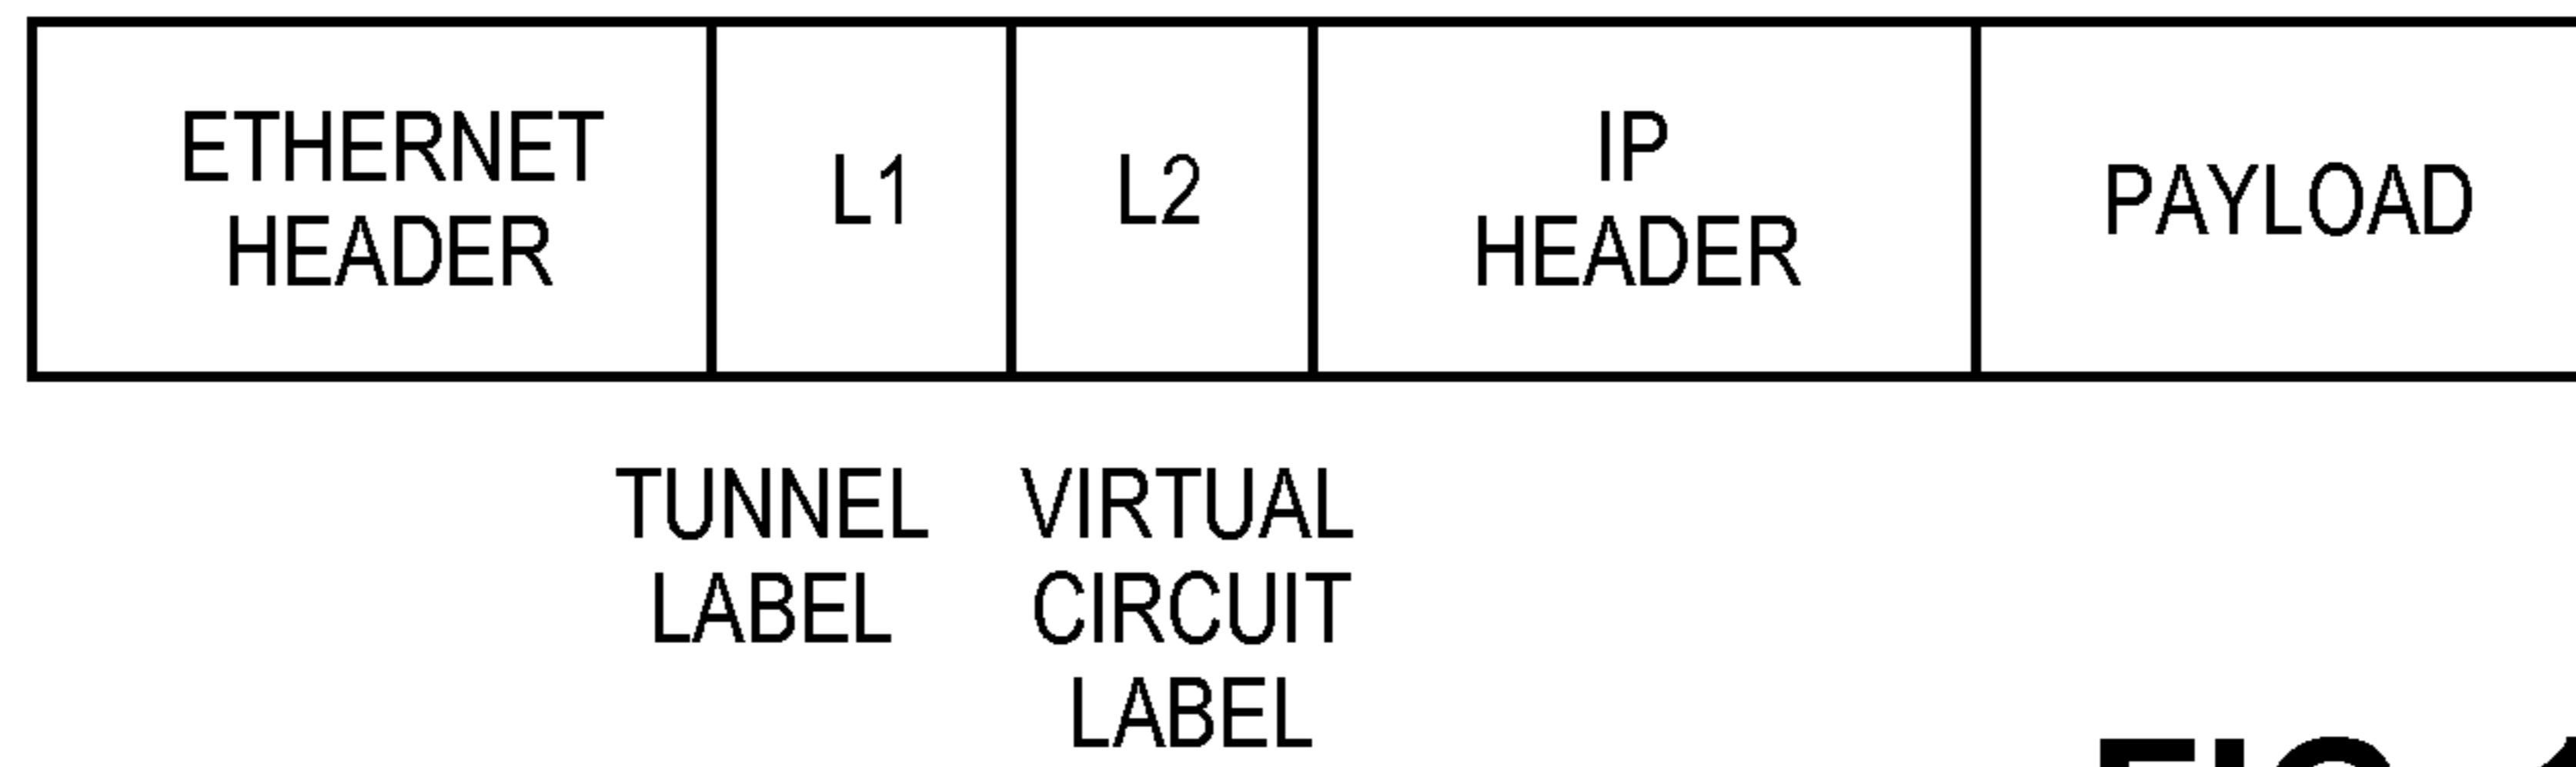 ETHERNET
HEADER
L1
L2
IP
HEADER
PAYLOAD
TUNNEL
LABEL
VIRTUAL
CIRCUIT
LABEL